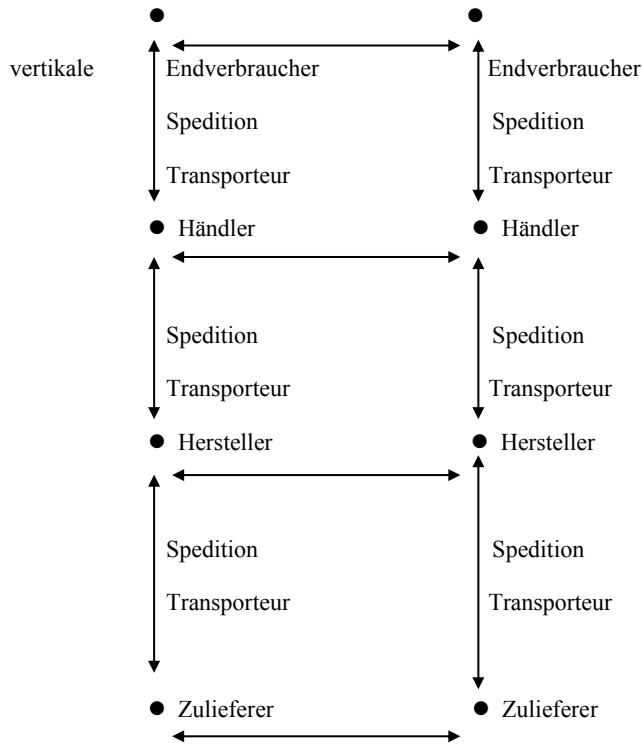 vertikale Endverbraucher Endverbraucher
Spedition Spedition
Transporteur Transporteur
Händler Händler
Spedition Spedition
Transporteur Transporteur
Hersteller Hersteller
Spedition Spedition
Transporteur Transporteur
Zulieferer Zulieferer